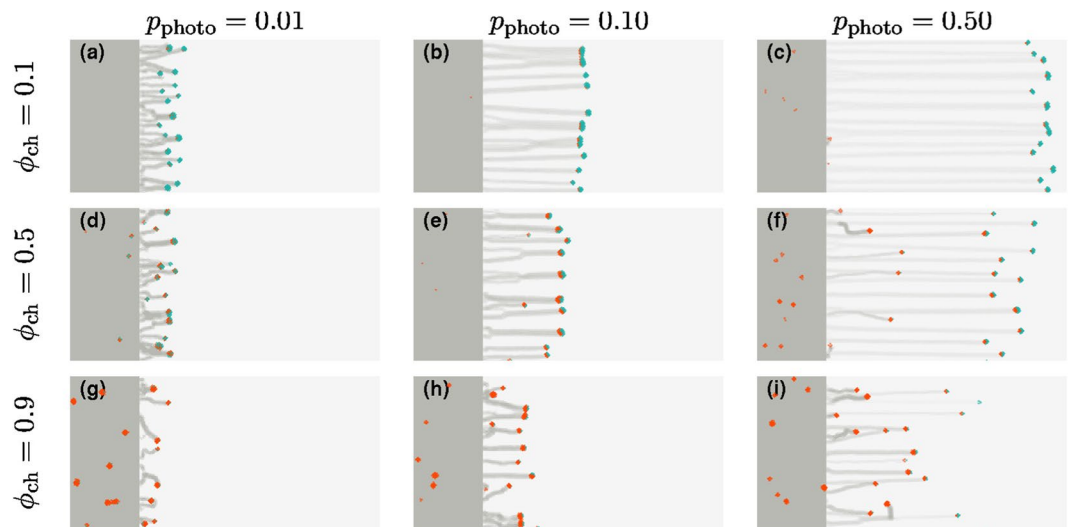 p_photo = 0.01
p_photo = 0.10
p_photo = 0.50
ϕ_ch = 0.1
(a)
(b)
(c)
ϕ_ch = 0.5
(d)
(e)
(f)
ϕ_ch = 0.9
(g)
(h)
(i)